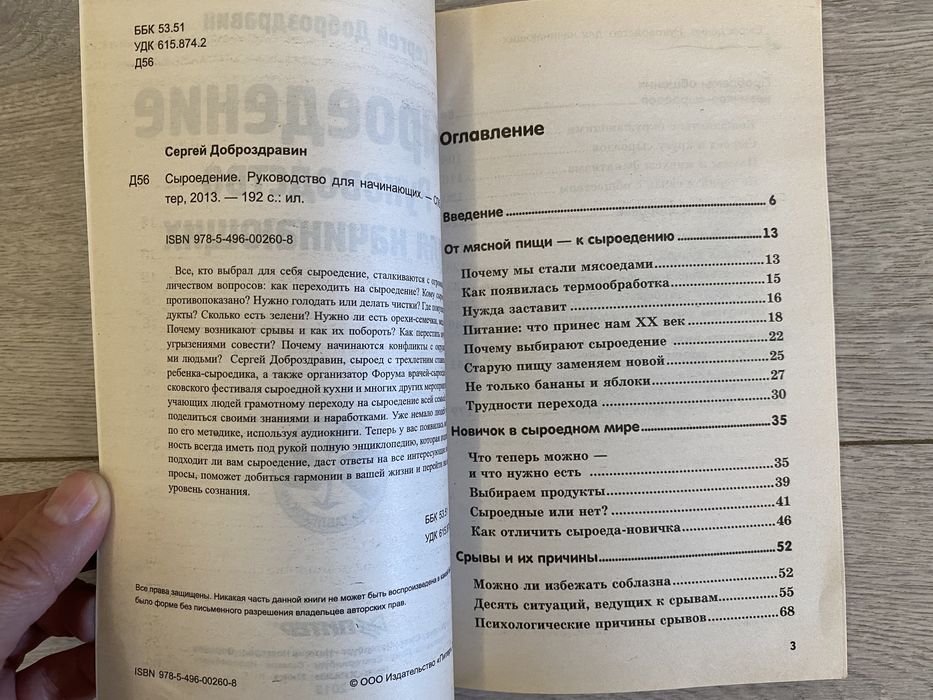 ББК 53.51
УДК 615.874.2
Д56
Сергей Доброздравин
Д56 Сыроедение. Руководство для начинающих. —
тер, 2013. — 192 с.: ил.
ISBN 978-5-496-00260-8
Все, кто выбрал для себя сыроедение, сталкиваются с
личеством вопросов: как переходить на сыроедение? Кому
противопоказано? Нужно голодать или делать чистки? Где
дукты? Сколько есть зелени? Нужно ли есть орехи-семечки,
Почему возникают срывы и как их побороть? Как перестать
угрызениями совести? Почему начинаются конфликты с
ми людьми? Сергей Доброздравин, сыроед с трехлетним
ребенка-сыроедика, а также организатор Форума
сковского фестиваля сыроедной кухни и многих других
учающих людей грамотному переходу на сыроедение всей
поделиться своими знаниями и наработками. Уже немало
по его методике, используя аудиокниги. Теперь у вас
ность всегда иметь под рукой полную энциклопедию, которая
подходит ли вам сыроедение, даст ответы на все
просы, поможет добиться гармонии в вашей жизни и перейти
уровень сознания.
ББК 53.51
УДК
Все права защищены. Никакая часть данной книги не может быть воспроизведена в
было форме без письменного разрешения владельцев авторских прав.
ISBN 978-5-496-00260-8
© ООО Издательство
Оглавление
Введение 6
От мясной пищи — к сыроедению 13
Почему мы стали мясоедами 13
Как появилась термообработка 15
Нужда заставит 16
Питание: что принес нам XX век 18
Почему выбирают сыроедение 22
Старую пищу заменяем новой 25
Не только бананы и яблоки 27
Трудности перехода 30
Новичок в сыроедном мире 35
Что теперь можно —
и что нужно есть 35
Выбираем продукты 39
Сыроедные или нет? 41
Как отличить сыроеда-новичка 46
Срывы и их причины 52
Можно ли избежать соблазна 52
Десять ситуаций, ведущих к срывам 55
Психологические причины срывов 68
3